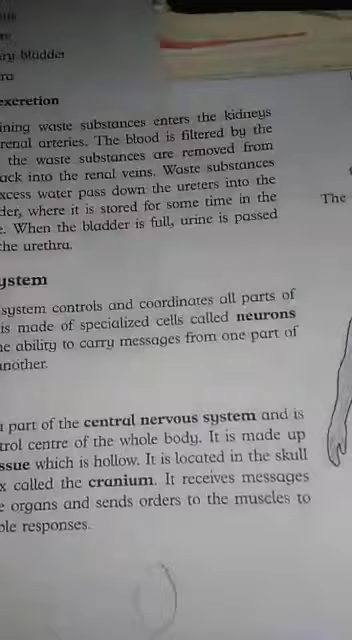 ry bladder
excretion
ining waste substances enters the kidneys
renal arteries. The blood is filtered by the
the waste substances are removed from
ack into the renal veins. Waste substances
xcess water pass down the ureters into the
der, where it is stored for some time in the
. When the bladder is full, urine is passed
he urethra.
The
ystem
system controls and coordinates all parts of
is made of specialized cells called neurons
e ability to carry messages from one part of
another.
part of the central nervous system and is
trol centre of the whole body. It is made up
ssue which is hollow. It is located in the skull
x called the cranium. It receives messages
e organs and sends orders to the muscles to
ble responses.